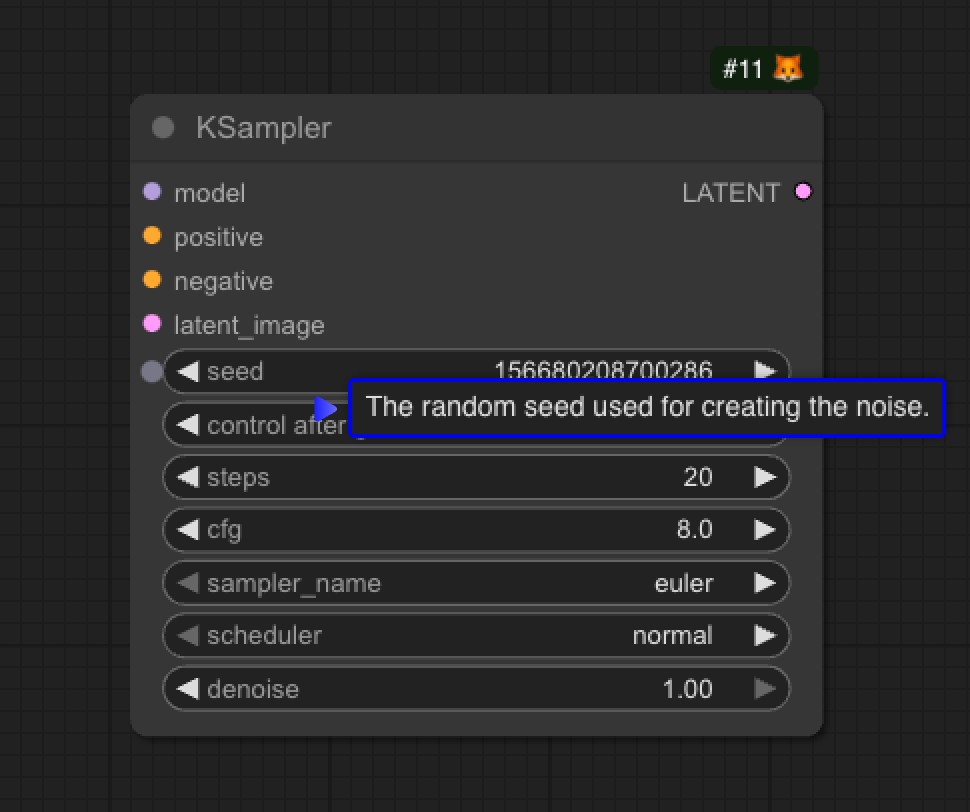 #11
KSampler
model LATENT
positive
negative
latent_image
seed 156680208700286
The random seed used for creating the noise.
control after
steps 20
cfg 8.0
sampler_name euler
scheduler normal
denoise 1.00